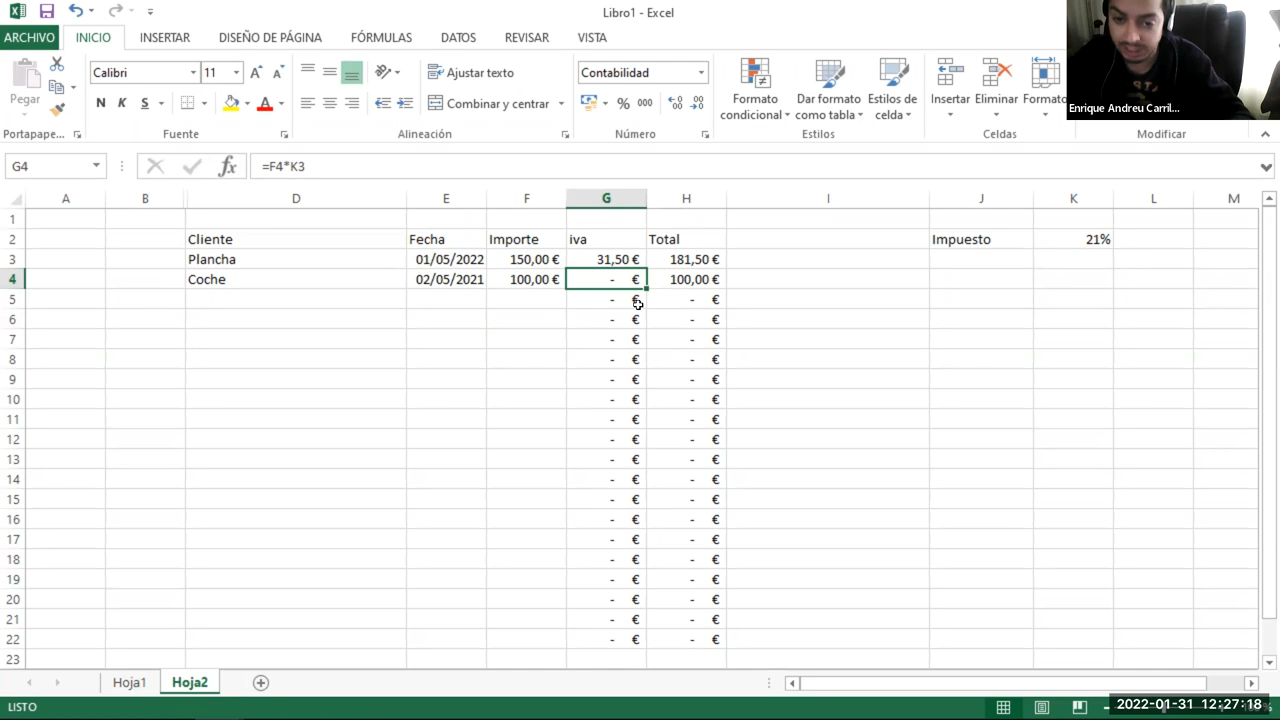 Libro1 - Excel
ARCHIVO INICIO INSERTAR DISEÑO DE PÁGINA FÓRMULAS DATOS REVISAR VISTA
Calibri 11 Ajustar texto Contabilidad
Pegar N K S Combinar y centrar % 000 Formato condicional Dar formato como tabla Estilos de celda Insertar Eliminar Formato
Enrique Andreu Carril...
Portapape... Fuente Alineación Número Estilos Celdas Modificar
G4 fx =F4*K3
A B D E F G H I J K L M
1
2 Cliente Fecha Importe iva Total Impuesto 21%
3 Plancha 01/05/2022 150,00 € 31,50 € 181,50 €
4 Coche 02/05/2021 100,00 € - € 100,00 €
5 - € - €
6 - € - €
7 - € - €
8 - € - €
9 - € - €
10 - € - €
11 - € - €
12 - € - €
13 - € - €
14 - € - €
15 - € - €
16 - € - €
17 - € - €
18 - € - €
19 - € - €
20 - € - €
21 - € - €
22 - € - €
23
Hoja1 Hoja2
LISTO 2022-01-31 12:27:18